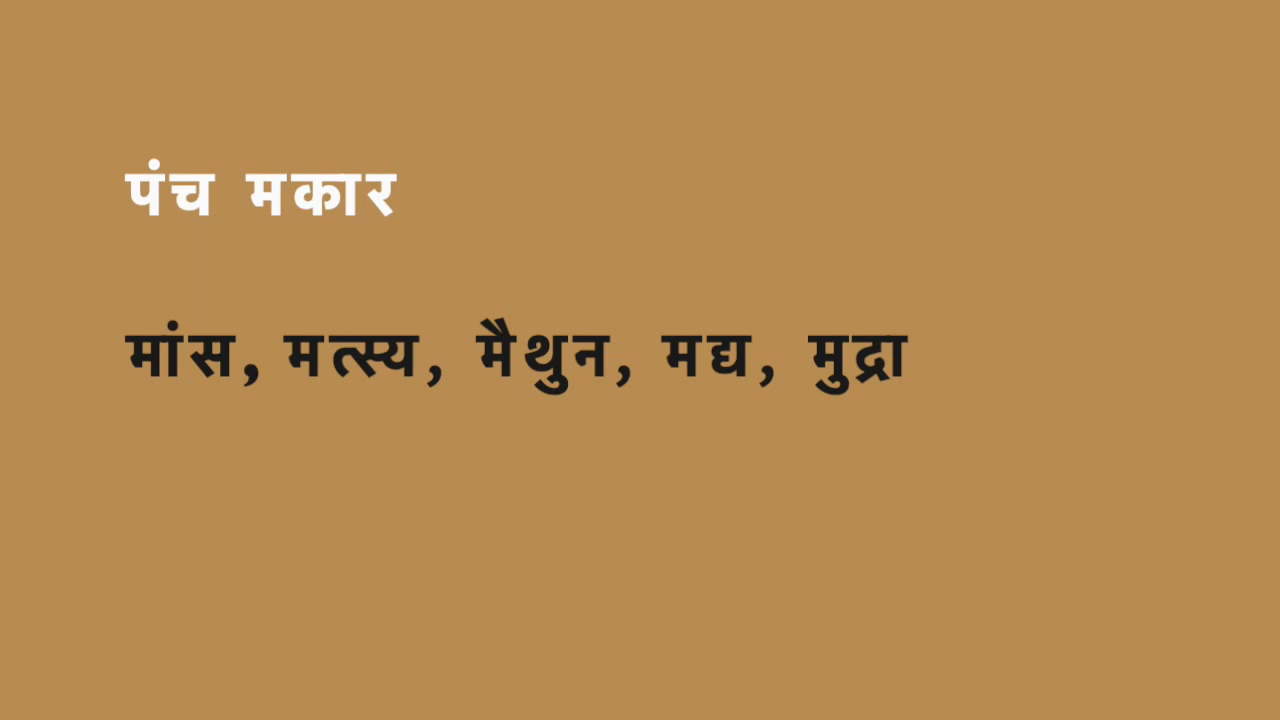 पंच मकार
मांस, मत्स्य, मैथुन, मद्य, मुद्रा